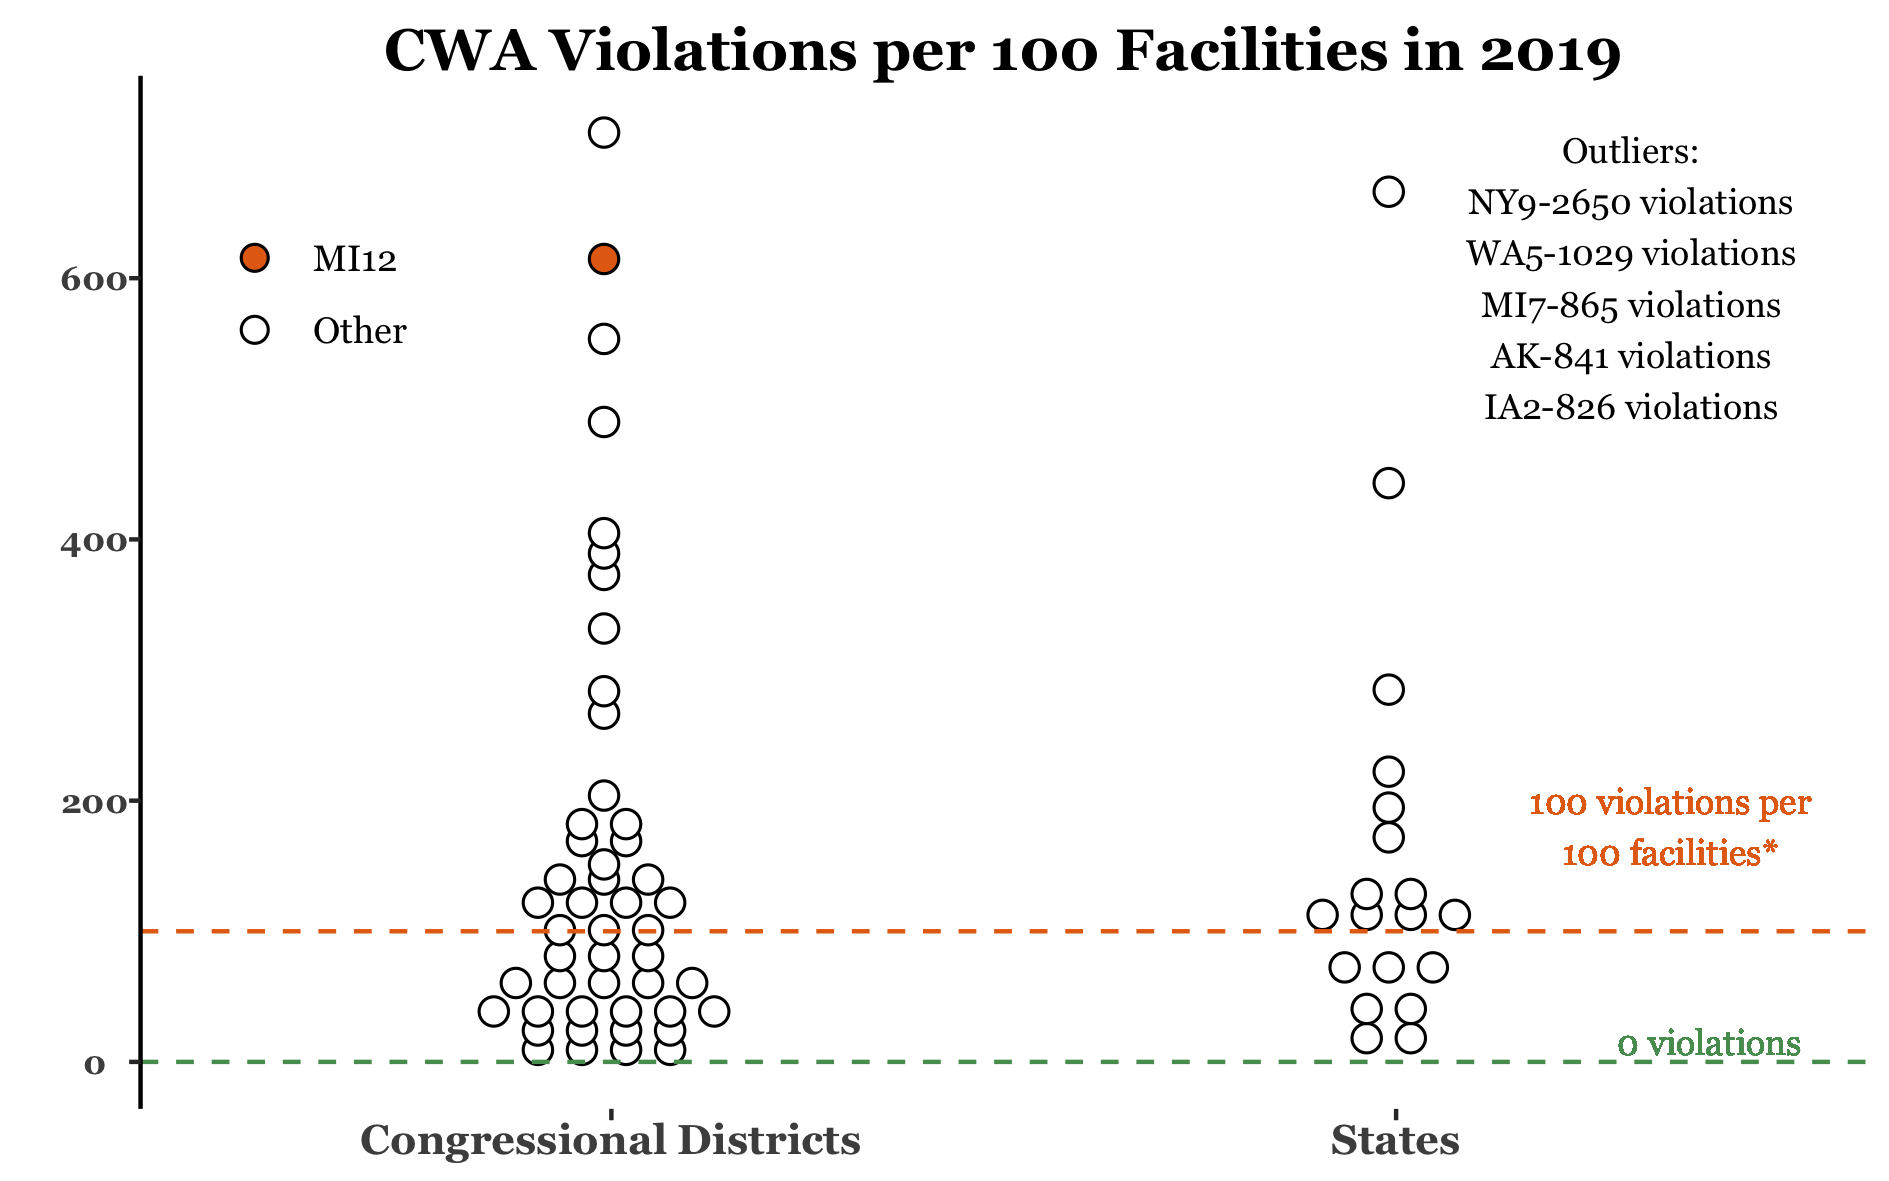 CWA Violations per 100 Facilities in 2019
Outliers:
NY9-2650 violations
WA5-1029 violations
MI7-865 violations
AK-841 violations
IA2-826 violations
MI12
Other
600
400
200
0
100 violations per
100 facilities*
0 violations
Congressional Districts
States